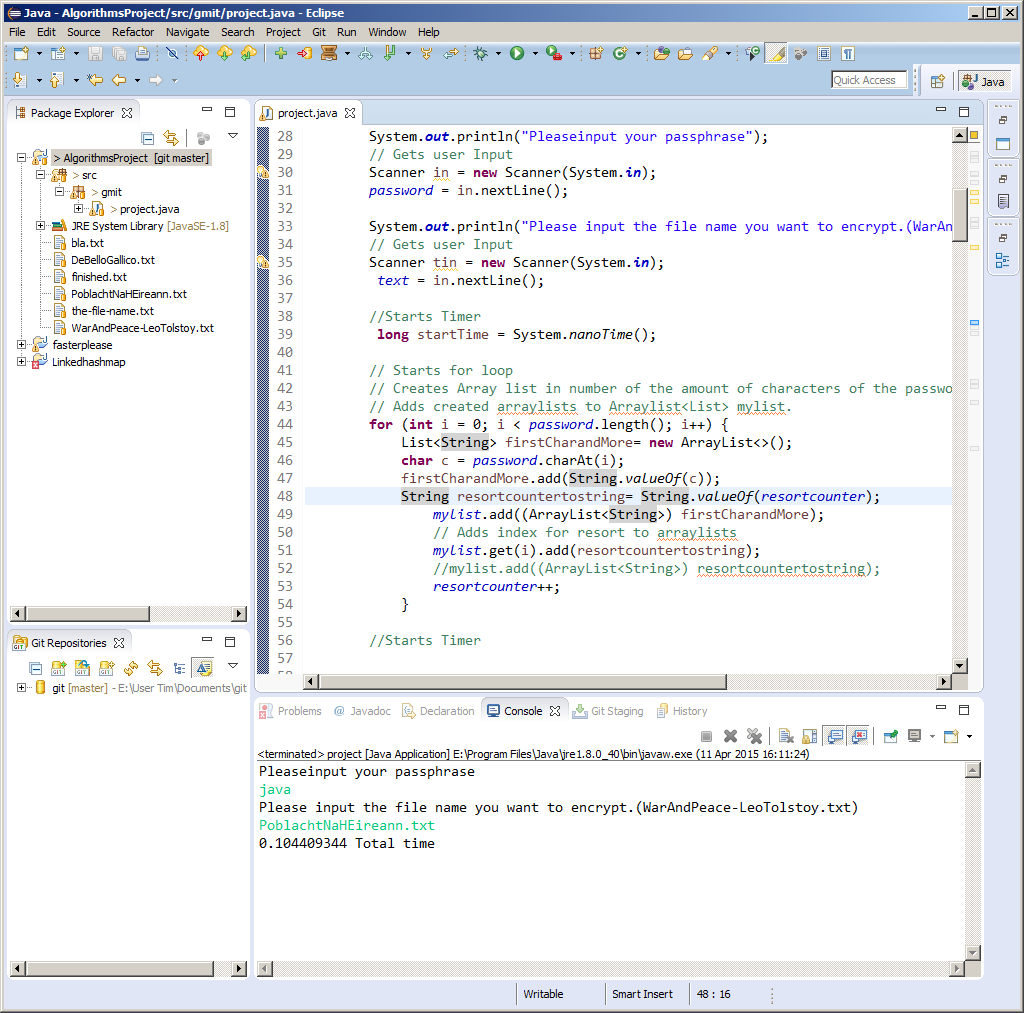 Java - AlgorithmsProject/src/gmit/project.java - Eclipse
File Edit Source Refactor Navigate Search Project Git Run Window Help
Quick Access
Java
Package Explorer
> AlgorithmsProject [git master]
> src
> gmit
> project.java
JRE System Library [JavaSE-1.8]
bla.txt
DeBelloGallico.txt
finished.txt
PoblachtNaHEireann.txt
the-file-name.txt
WarAndPeace-LeoTolstoy.txt
fasterplease
Linkedhashmap
Git Repositories
git [master] - E:\User Tim\Documents\git
project.java
28 System.out.println("Pleaseinput your passphrase");
29 // Gets user Input
30 Scanner in = new Scanner(System.in);
31 password = in.nextLine();
32
33 System.out.println("Please input the file name you want to encrypt.(WarAn
34 // Gets user Input
35 Scanner tin = new Scanner(System.in);
36 text = in.nextLine();
37
38 //Starts Timer
39 long startTime = System.nanoTime();
40
41 // Starts for loop
42 // Creates Array list in number of the amount of characters of the passwo
43 // Adds created arraylists to Arraylist<List> mylist.
44 for (int i = 0; i < password.length(); i++) {
45 List<String> firstCharandMore= new ArrayList<>();
46 char c = password.charAt(i);
47 firstCharandMore.add(String.valueOf(c));
48 String resortcountertostring= String.valueOf(resortcounter);
49 mylist.add((ArrayList<String>) firstCharandMore);
50 // Adds index for resort to arraylists
51 mylist.get(i).add(resortcountertostring);
52 //mylist.add((ArrayList<String>) resortcountertostring);
53 resortcounter++;
54 }
55
56 //Starts Timer
57
Problems @ Javadoc Declaration Console Git Staging History
<terminated> project [Java Application] E:\Program Files\Java\jre1.8.0_40\bin\javaw.exe (11 Apr 2015 16:11:24)
Pleaseinput your passphrase
java
Please input the file name you want to encrypt.(WarAndPeace-LeoTolstoy.txt)
PoblachtNaHEireann.txt
0.104409344 Total time
Writable Smart Insert 48 : 16